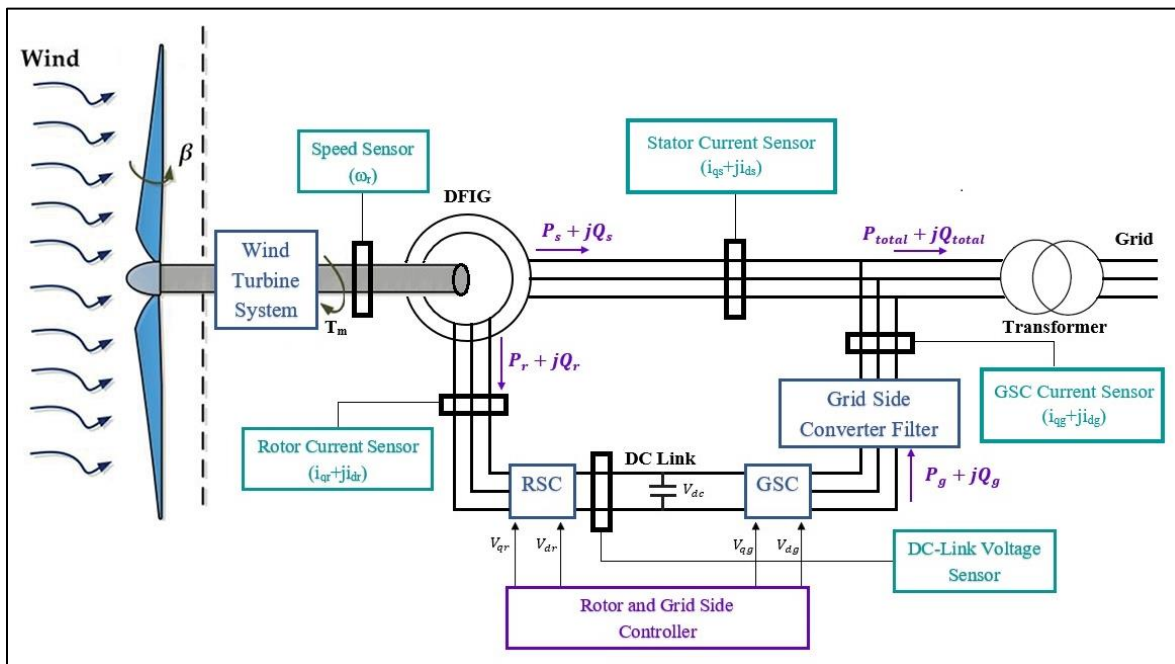 Wind
β
Speed Sensor
(ωr)
Stator Current Sensor
(iqs+jids)
DFIG
Ps + jQs
Ptotal + jQtotal
Grid
Wind
Turbine
System
Tm
Transformer
Pr + jQr
Grid Side
Converter Filter
GSC Current Sensor
(iqg+jidg)
Rotor Current Sensor
(iqr+jidr)
DC Link
RSC
Vdc
GSC
Pg + jQg
Vqr
Vdr
Vqg
Vdg
DC-Link Voltage
Sensor
Rotor and Grid Side
Controller